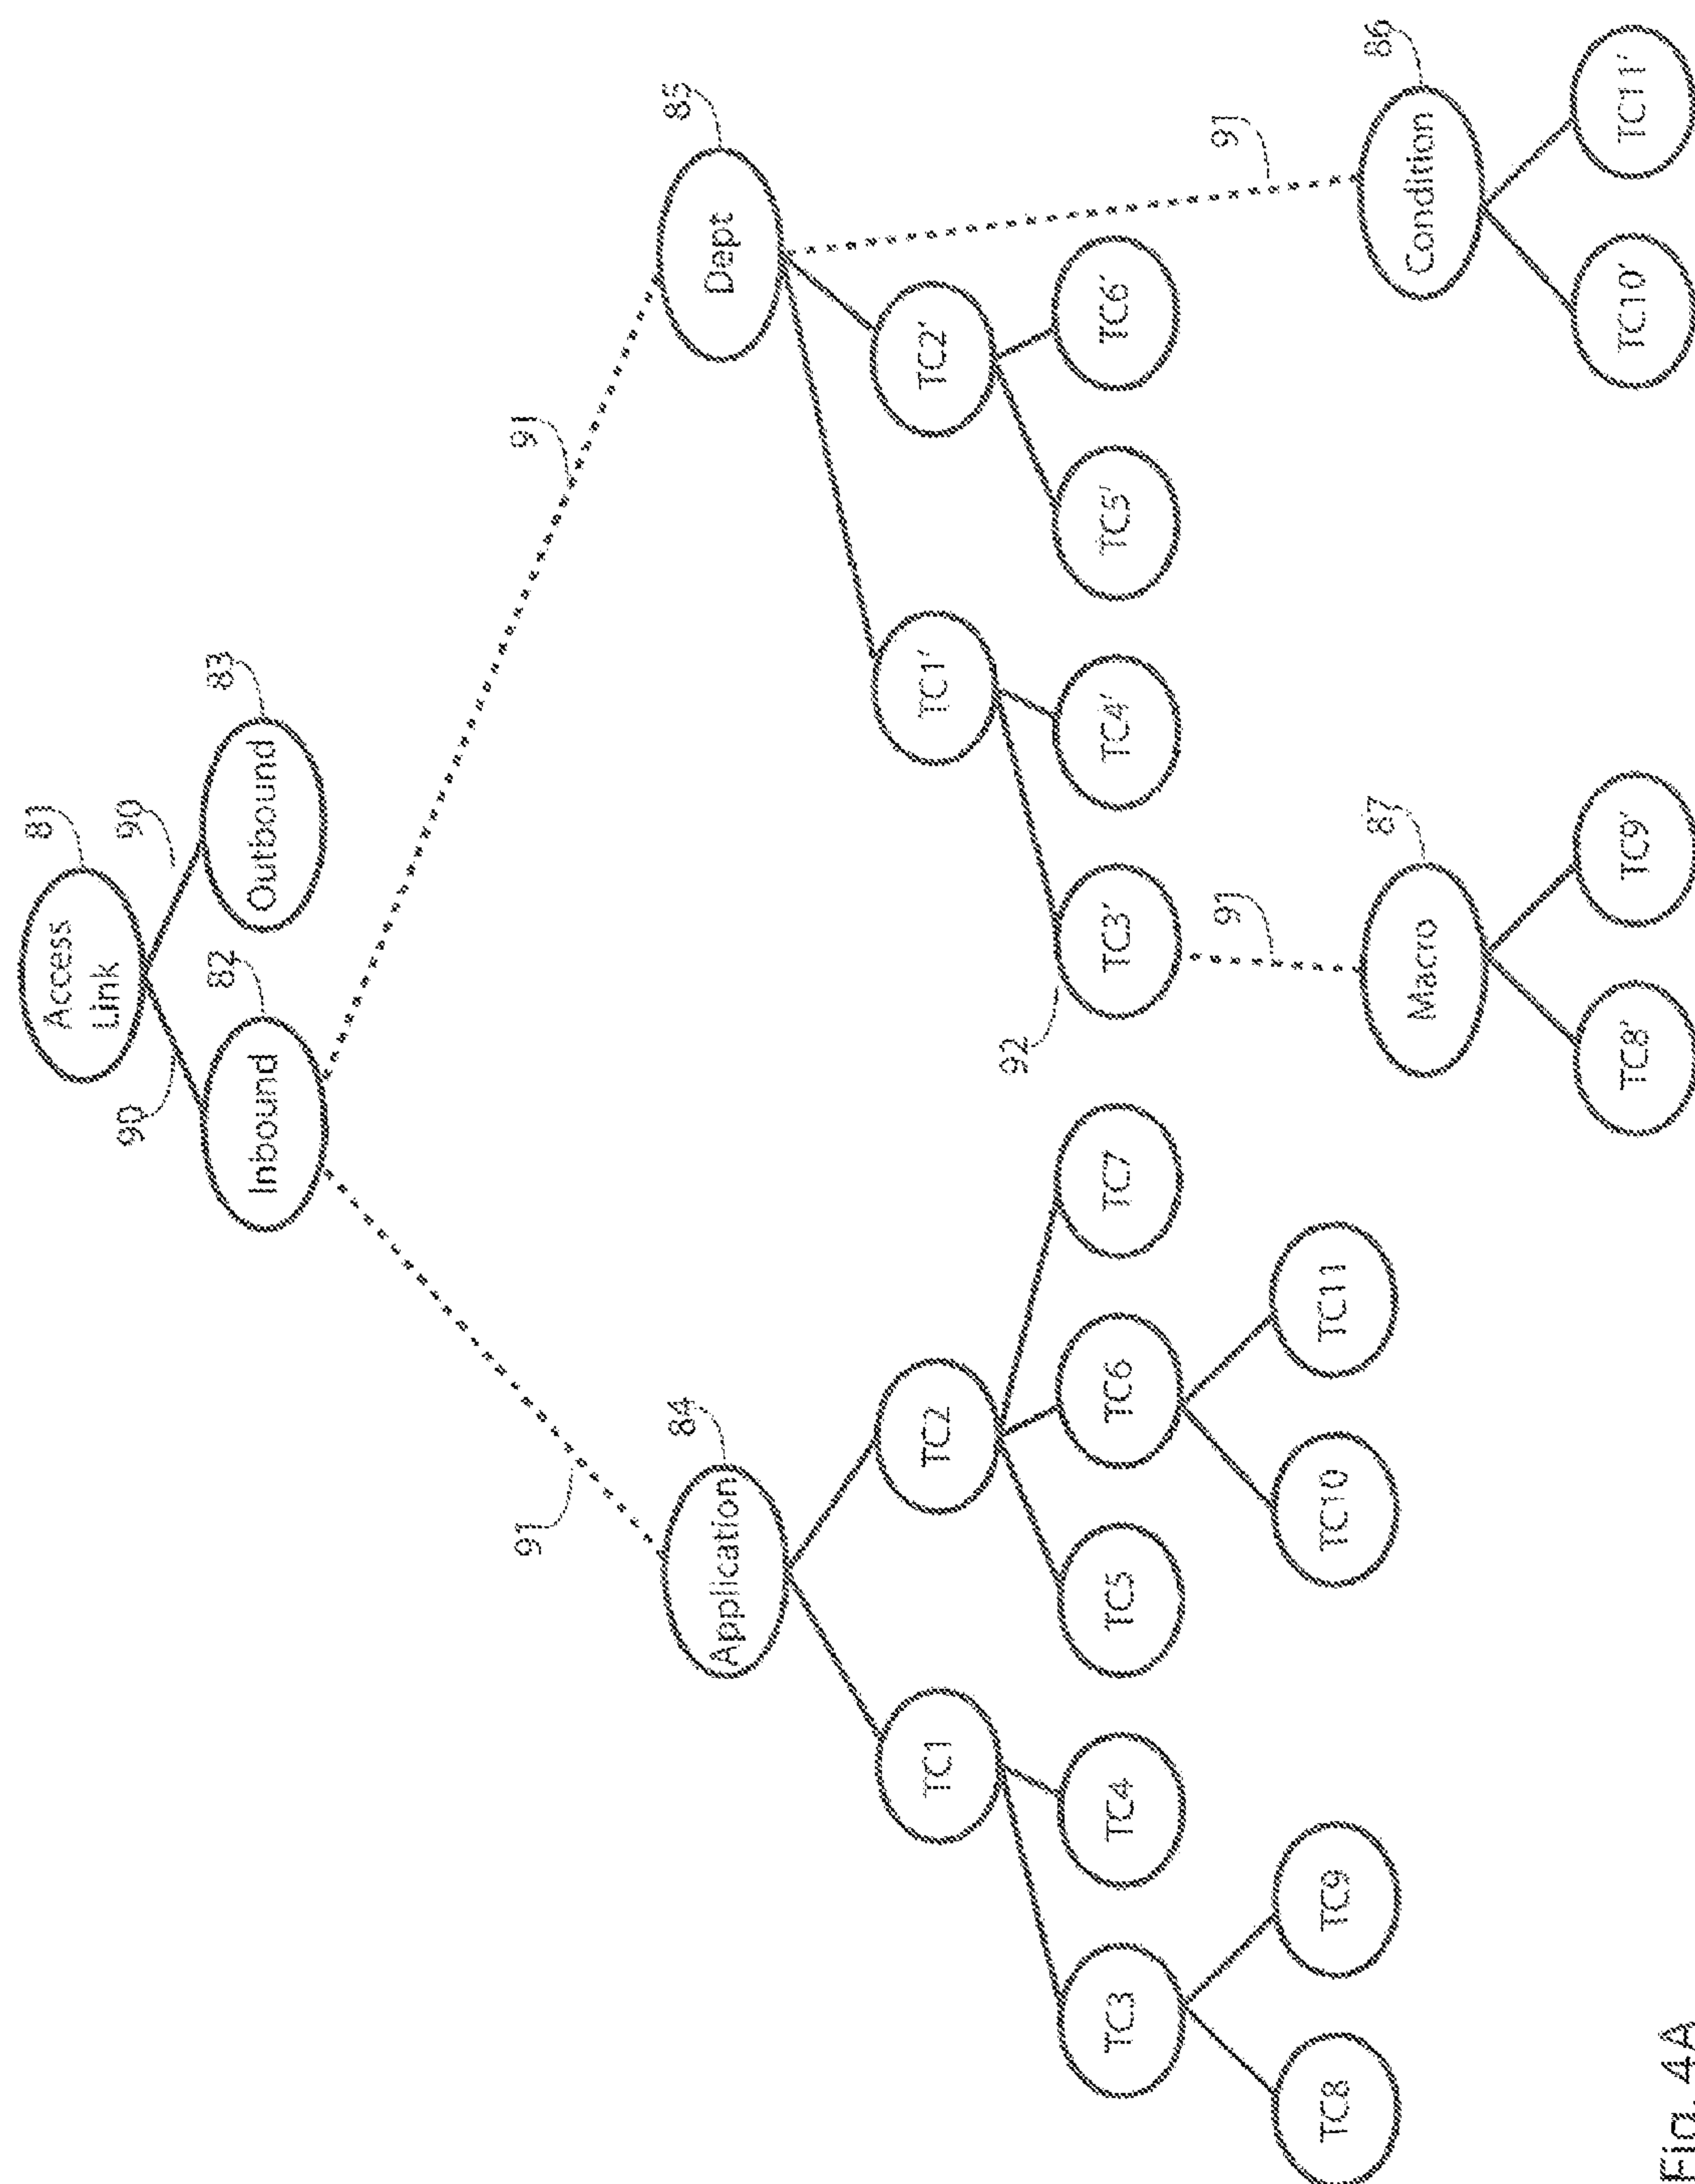 81
Access
Link
90
90
82
83
Inbound
Outbound
91
91
84
85
Application
Dept
TC1
TC2
TC1'
TC2'
92
91
TC3
TC4
TC5
TC6
TC7
TC3'
TC4'
TC5'
TC6'
91
87
86
TC8
TC9
TC10
TC11
Macro
Condition
TC8'
TC9'
TC10'
TC11'
Fig. 4A